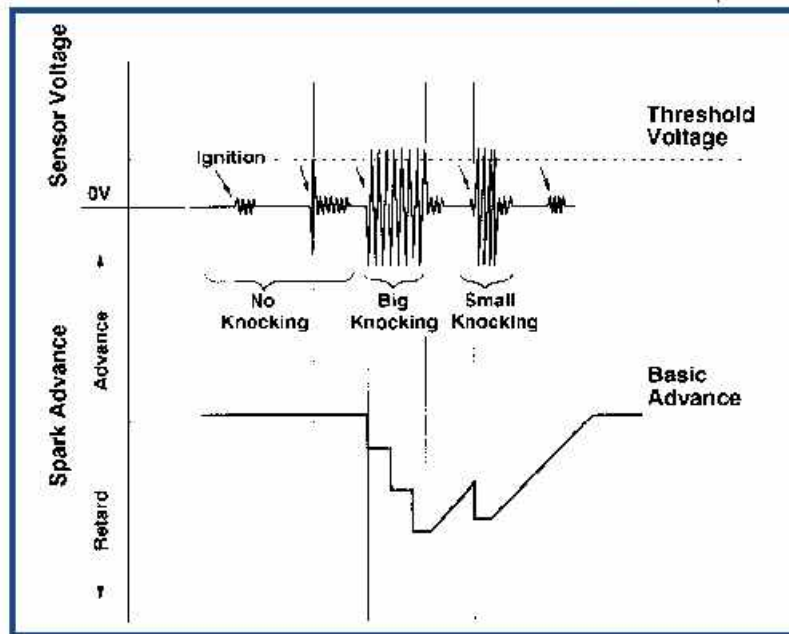 Sensor Voltage
Threshold
Voltage
Ignition
0V
No
Knocking
Big
Knocking
Small
Knocking
Spark Advance
Advance
Retard
Basic
Advance